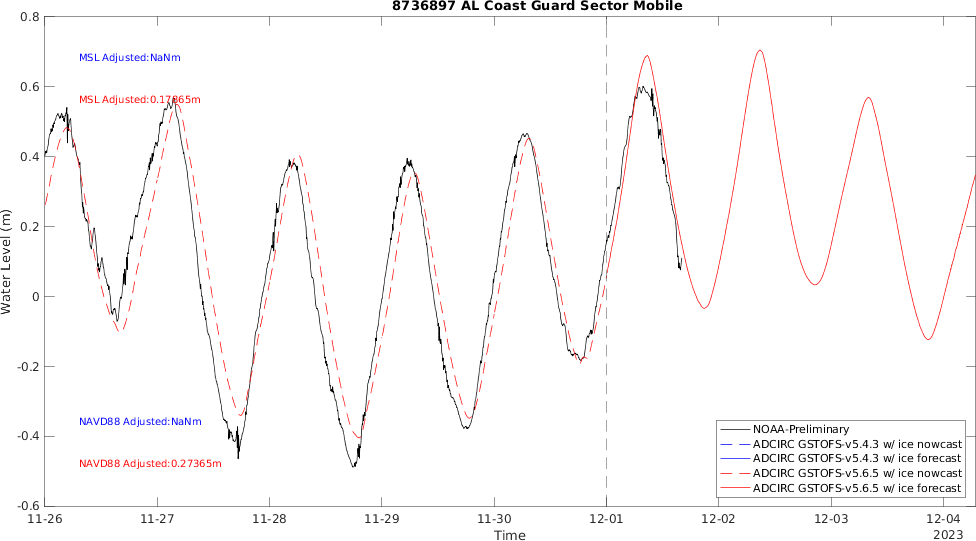 8736897 AL Coast Guard Sector Mobile
0.8
MSL Adjusted:NaNm
0.6
MSL Adjusted:0.17365m
0.4
0.2
Water Level (m)
0
-0.2
-0.4
NAVD88 Adjusted:NaNm
NAVD88 Adjusted:0.27365m
-0.6
NOAA-Preliminary
ADCIRC GSTOFS-v5.4.3 w/ ice nowcast
ADCIRC GSTOFS-v5.4.3 w/ ice forecast
ADCIRC GSTOFS-v5.6.5 w/ ice nowcast
ADCIRC GSTOFS-v5.6.5 w/ ice forecast
11-26 11-27 11-28 11-29 11-30 12-01 12-02 12-03 12-04
Time
2023